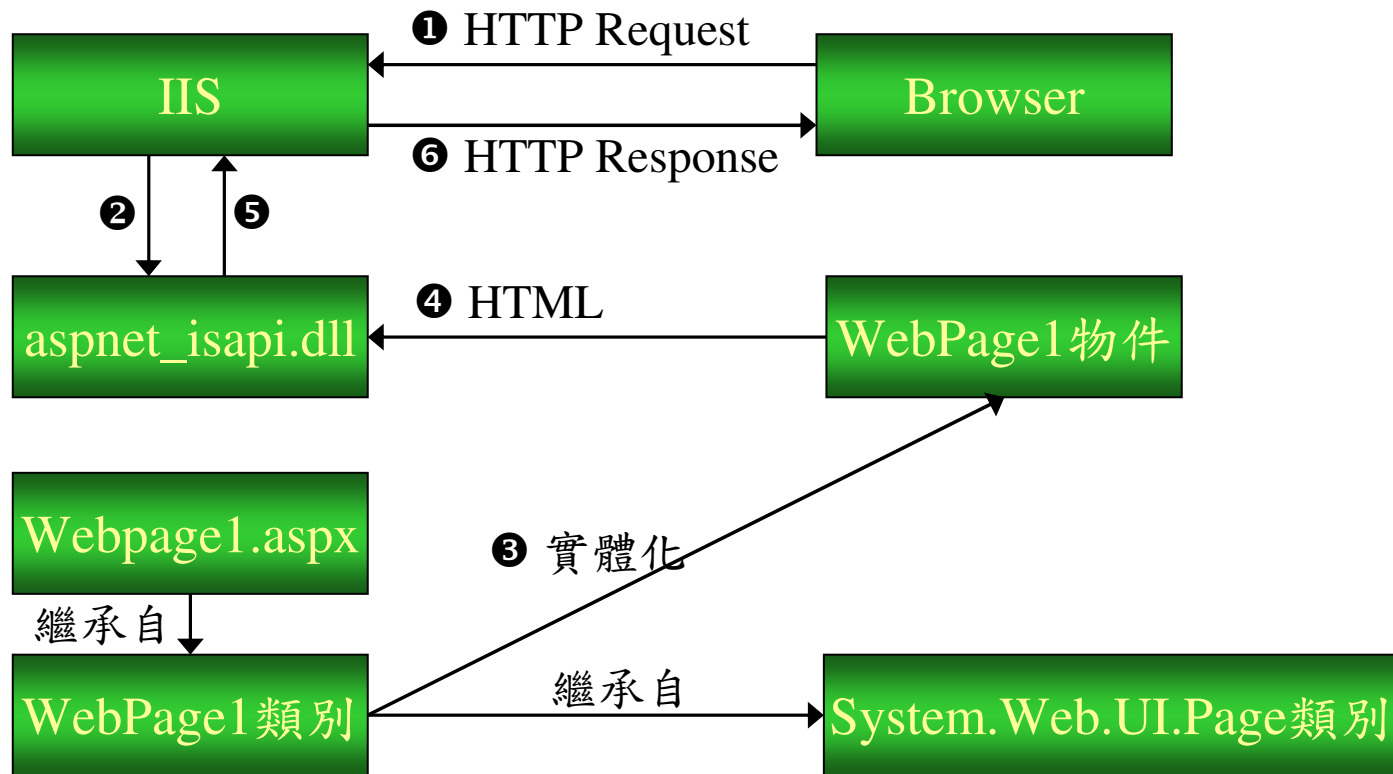 ❶ HTTP Request
IIS
Browser
❻ HTTP Response
❷
❺
❹ HTML
aspnet_isapi.dll
WebPage1物件
Webpage1.aspx
❸ 實體化
繼承自
繼承自
WebPage1類別
System.Web.UI.Page類別